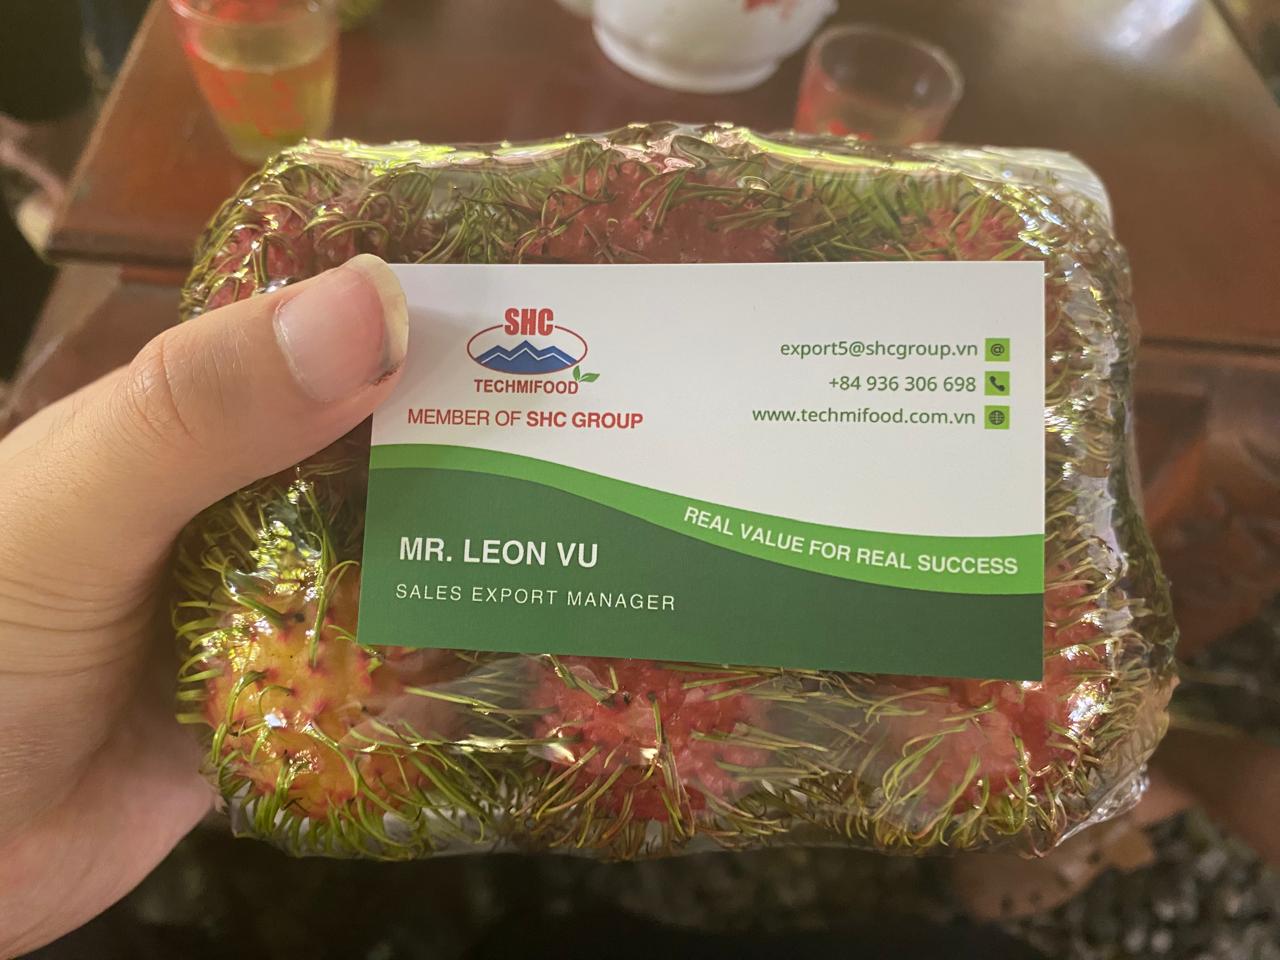 SHC
TECHMIFOOD
MEMBER OF SHC GROUP
export5@shcgroup.vn
+84 936 306 698
www.techmifood.com.vn
REAL VALUE FOR REAL SUCCESS
MR. LEON VU
SALES EXPORT MANAGER